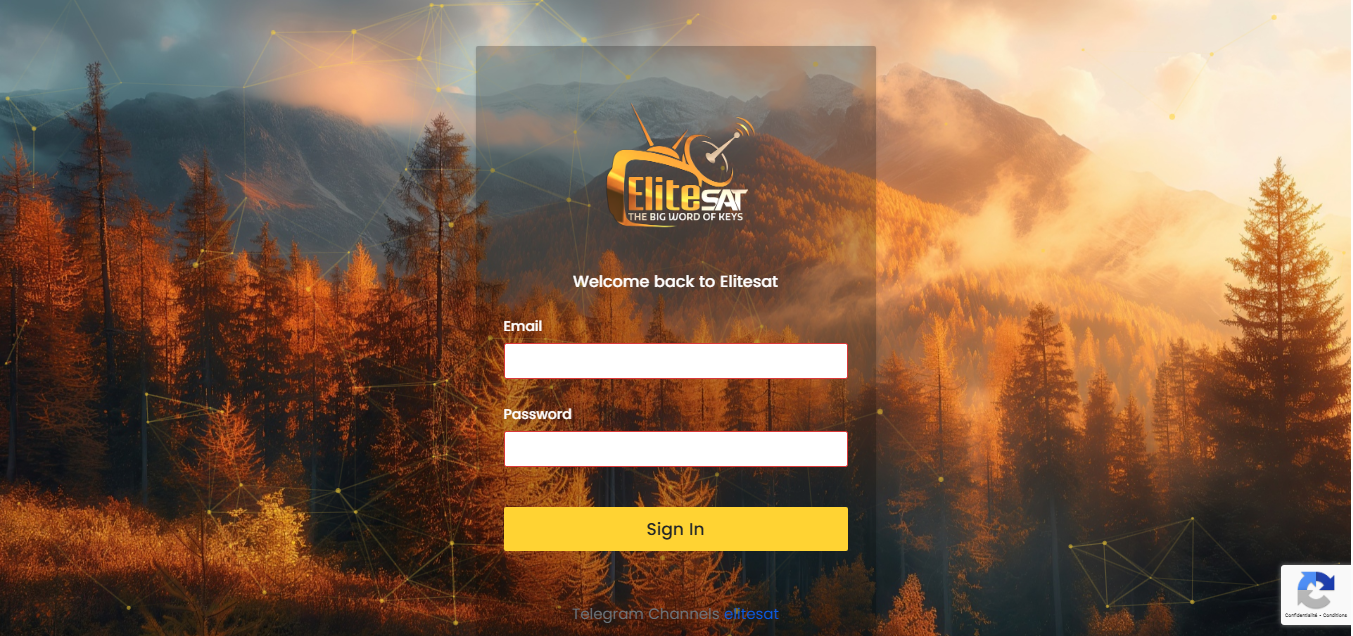 EliteSAT
THE BIG WORD OF KEYS
Welcome back to Elitesat
Email
Password
Sign In
Telegram Channels elitesat
Confidentialité - Conditions